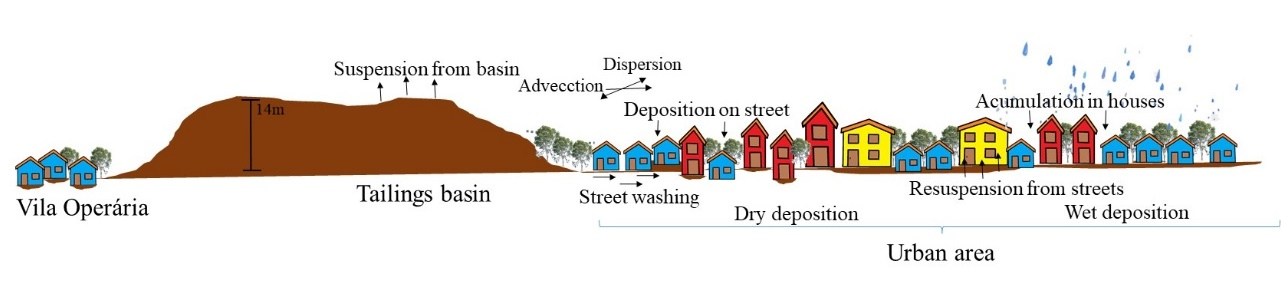 Suspension from basin
Dispersion
Advecction
14m
Deposition on street
Acumulation in houses
Vila Operária
Tailings basin
Street washing
Resuspension from streets
Dry deposition
Wet deposition
Urban area